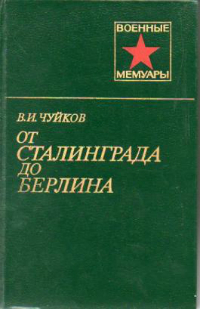 ВОЕННЫЕ
МЕМУАРЫ
В.И. ЧУЙКОВ
ОТ
СТАЛИНГРАДА
ДО
БЕРЛИНА